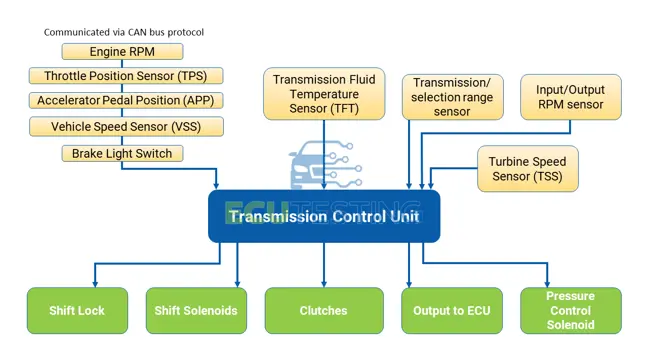 Communicated via CAN bus protocol
Engine RPM
Throttle Position Sensor (TPS)
Accelerator Pedal Position (APP)
Vehicle Speed Sensor (VSS)
Brake Light Switch
Transmission Fluid
Temperature
Sensor (TFT)
Transmission/
selection range
sensor
Input/Output
RPM sensor
Turbine Speed
Sensor (TSS)
ECU TESTING
Transmission Control Unit
Shift Lock
Shift Solenoids
Clutches
Output to ECU
Pressure
Control
Solenoid